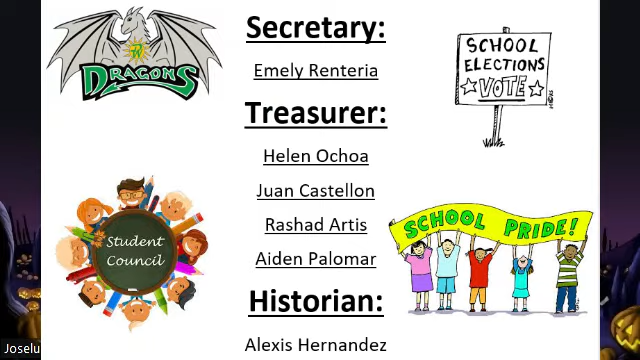 DRAGONS
Secretary:
Emely Renteria
Treasurer:
Helen Ochoa
Juan Castellon
Rashad Artis
Aiden Palomar
Historian:
Alexis Hernandez
SCHOOL
ELECTIONS
VOTE
Student
Council
SCHOOL PRIDE!
Joselu